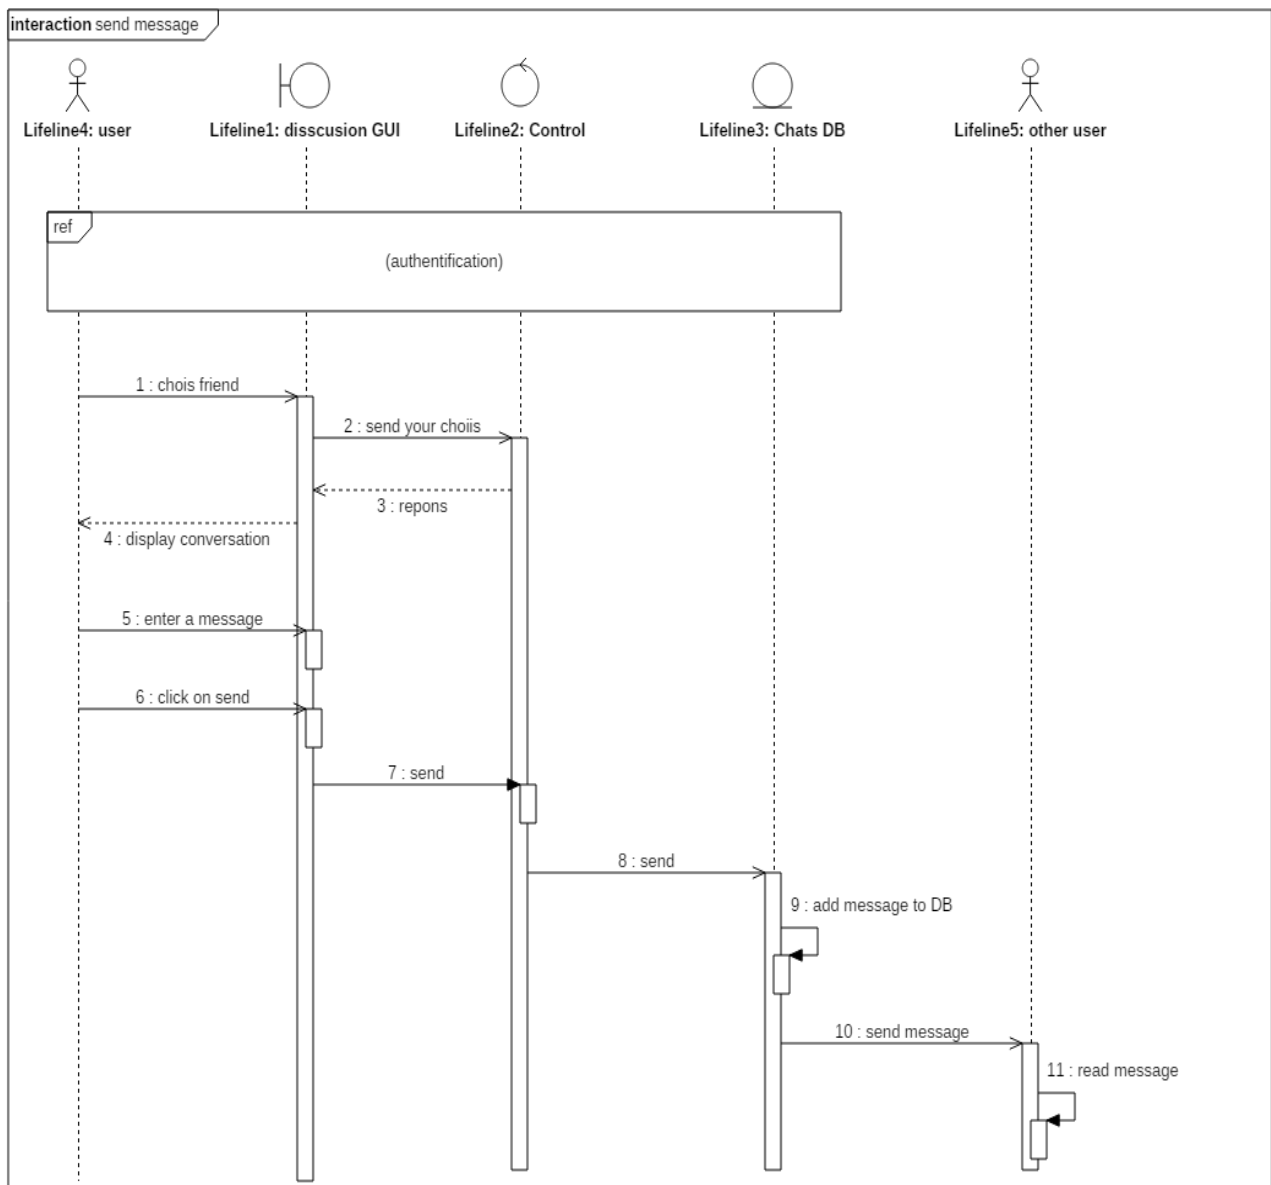 interaction send message
Lifeline4: user
Lifeline1: disscusion GUI
Lifeline2: Control
Lifeline3: Chats DB
Lifeline5: other user
ref
(authentification)
1 : chois friend
2 : send your choiis
3 : repons
4 : display conversation
5 : enter a message
6 : click on send
7 : send
8 : send
9 : add message to DB
10 : send message
11 : read message